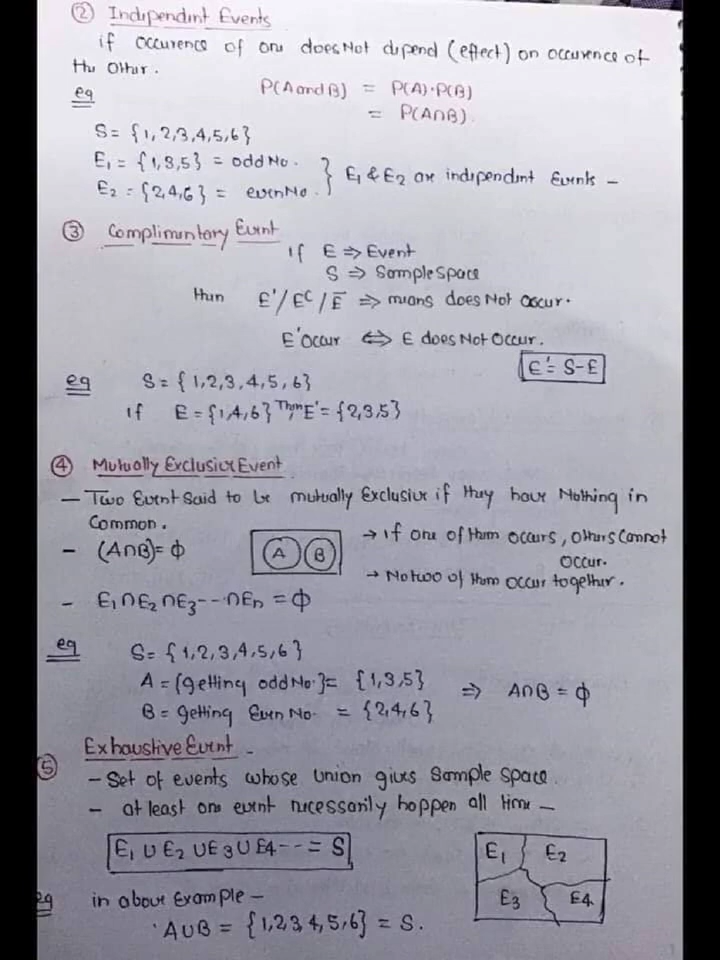 ② Independent Events
if occurence of one does Not depend (effect) on occurence of
the other.
eg
P(A and B) = P(A)·P(B)
= P(A∩B).
S = {1,2,3,4,5,6}
E₁ = {1,3,5} = odd No.
E₂ = {2,4,6} = even No.
} E₁ & E₂ are independent Events –
③ Complimentary Event
If E ⇒ Event
S ⇒ Sample Space
then E'/Eᶜ/E̅ ⇒ means does Not Occur.
E' Occur ⇔ E does Not Occur.
E' = S-E
eg S = {1,2,3,4,5,6}
If E = {1,4,6} Then, E' = {2,3,5}
④ Mutually Exclusive Event
– Two Event said to be mutually Exclusive if they have Nothing in
Common.
– (A∩B) = ϕ
A B
→ if one of them occurs, others Cannot
occur.
→ No two of them occur together.
– E₁∩E₂∩E₃---∩Eₙ = ϕ
eg S = {1,2,3,4,5,6}
A = {getting odd No.} = {1,3,5}
B = getting Even No. = {2,4,6}
⇒ A∩B = ϕ
⑤ Exhaustive Event –
– Set of events whose union gives Sample Space.
– at least one event necessarily happen all time –
E₁ ∪ E₂ ∪ E₃ ∪ E₄-- = S
E₁ E₂
E₃ E₄
eg in above Example –
A∪B = {1,2,3,4,5,6} = S.